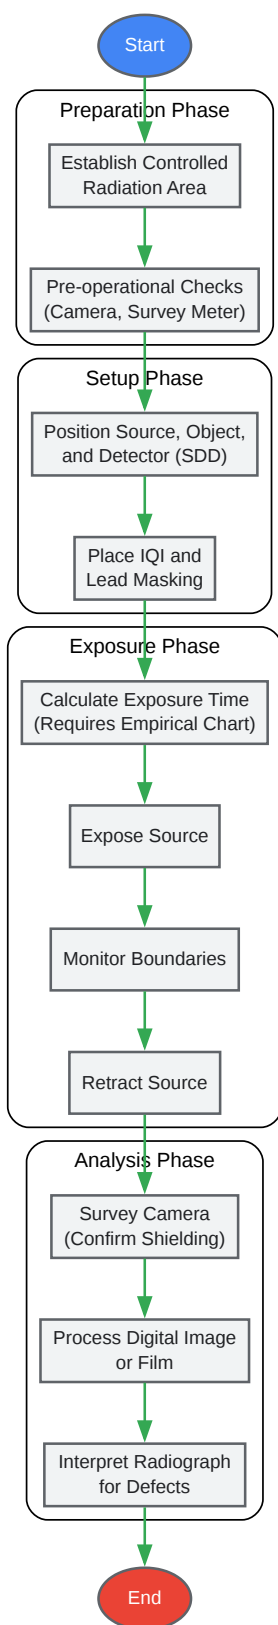 Start
Preparation Phase
Establish Controlled
Radiation Area
Pre-operational Checks
(Camera, Survey Meter)
Setup Phase
Position Source, Object,
and Detector (SDD)
Place IQI and
Lead Masking
Exposure Phase
Calculate Exposure Time
(Requires Empirical Chart)
Expose Source
Monitor Boundaries
Retract Source
Analysis Phase
Survey Camera
(Confirm Shielding)
Process Digital Image
or Film
Interpret Radiograph
for Defects
End